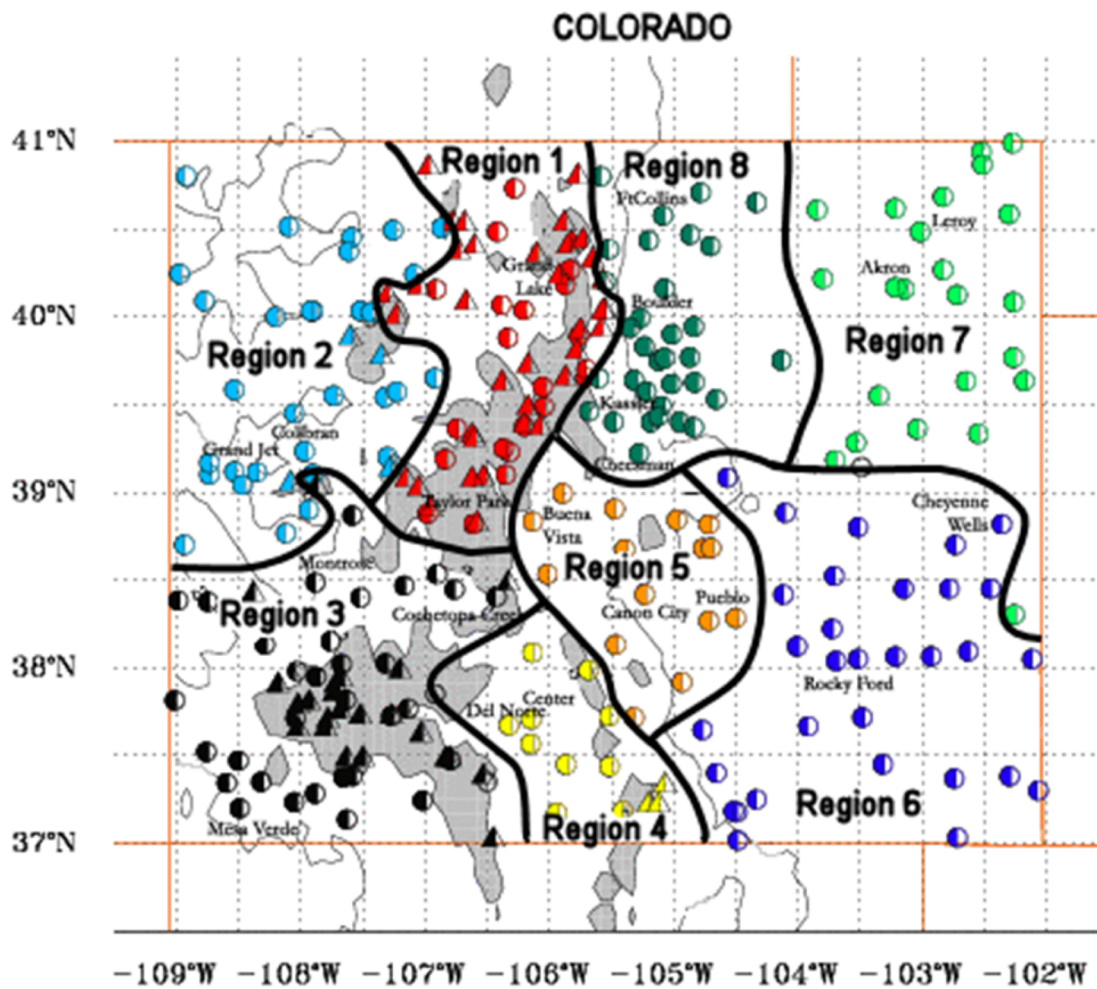 COLORADO
41°N
Region 1
Region 8
FtCollins
Leroy
Grand
Lake
Akron
40°N
Boulder
Region 2
Region 7
Kassler
Collbran
Grand Jct
Cheesman
39°N
Taylor Park
Buena
Vista
Cheyenne
Wells
Montrose
Region 5
Region 3
Cochetopa Creek
Canon City
Pueblo
38°N
Rocky Ford
Del Norte
Center
Region 6
Mesa Verde
Region 4
37°N
-109°W
-108°W
-107°W
-106°W
-105°W
-104°W
-103°W
-102°W